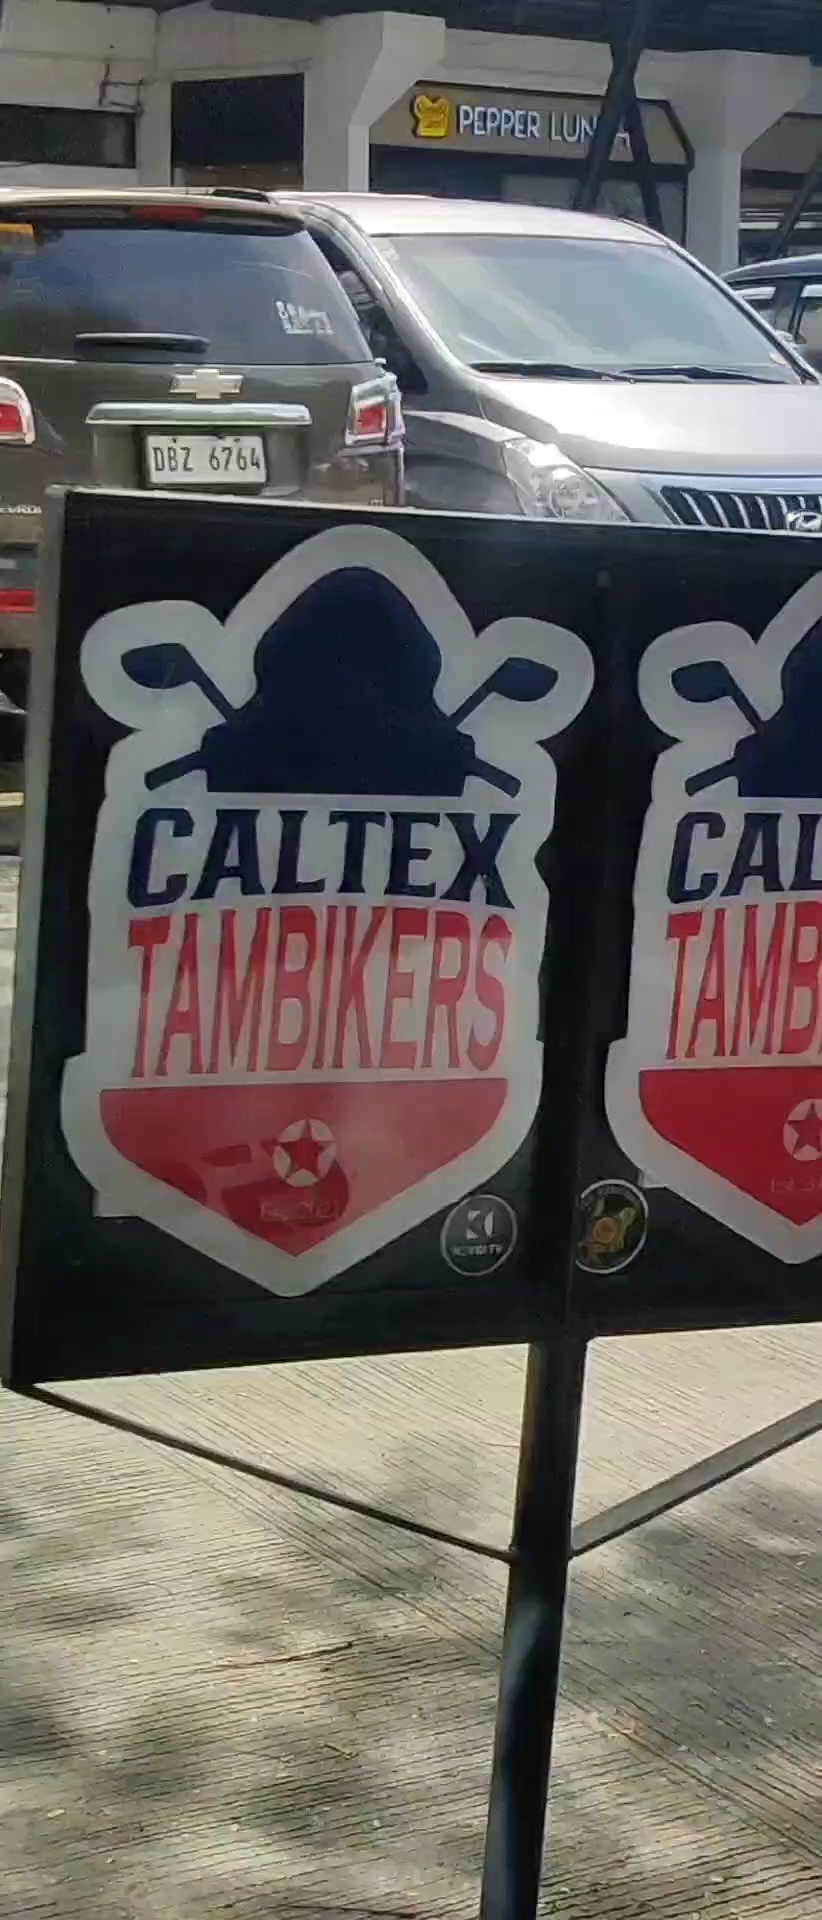 PEPPER LUN
DBZ 6764
CALTEX
TAMBIKERS
CAL
TAMB